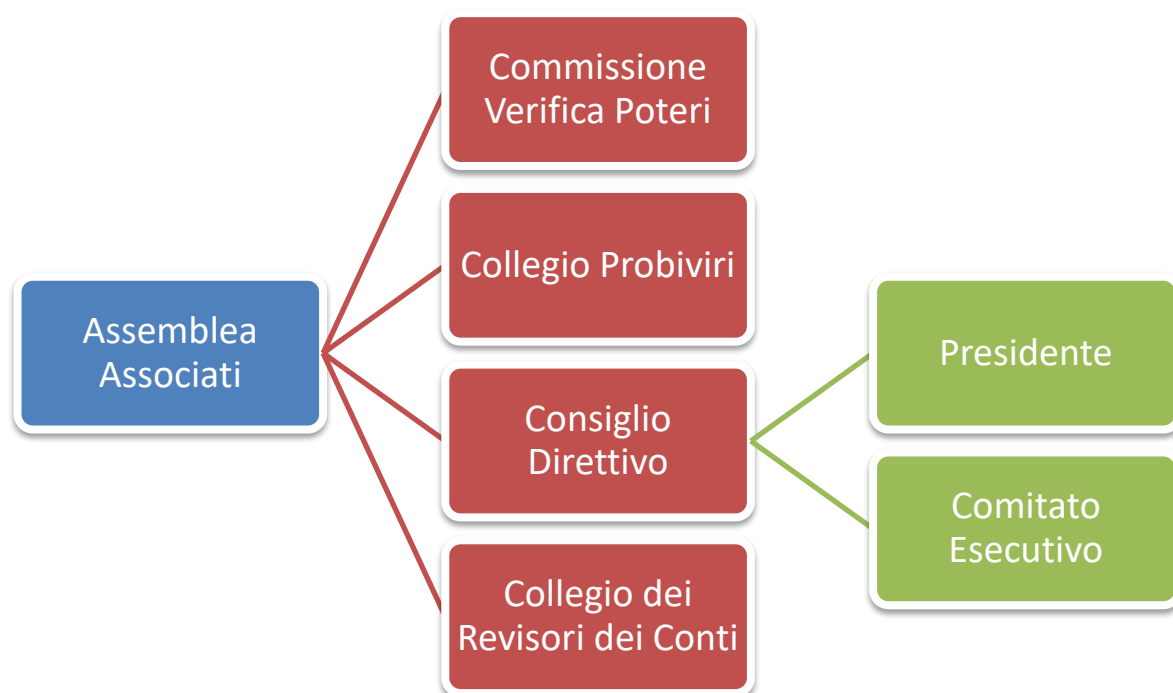 Commissione
Verifica Poteri
Collegio Probiviri
Assemblea
Associati
Consiglio
Direttivo
Collegio dei
Revisori dei Conti
Presidente
Comitato
Esecutivo